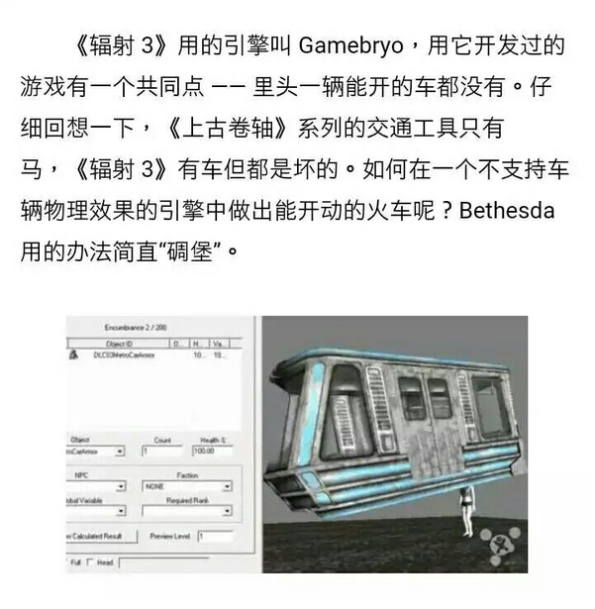 《辐射 3》用的引擎叫 Gamebryo，用它开发过的
游戏有一个共同点 —— 里头一辆能开的车都没有。仔
细回想一下，《上古卷轴》系列的交通工具只有
马，《辐射 3》有车但都是坏的。如何在一个不支持车
辆物理效果的引擎中做出能开动的火车呢？Bethesda
用的办法简直“碉堡”。
Encumbrance 2 / 200
Object ID O... H... Va...
DLC03MetroCarArmor 10... 10...
Object Count Health %
roCarArmor 1 100.00
NPC Faction
NONE
obal Variable Required Rank
w Calculated Result Preview Level 1
Full Head